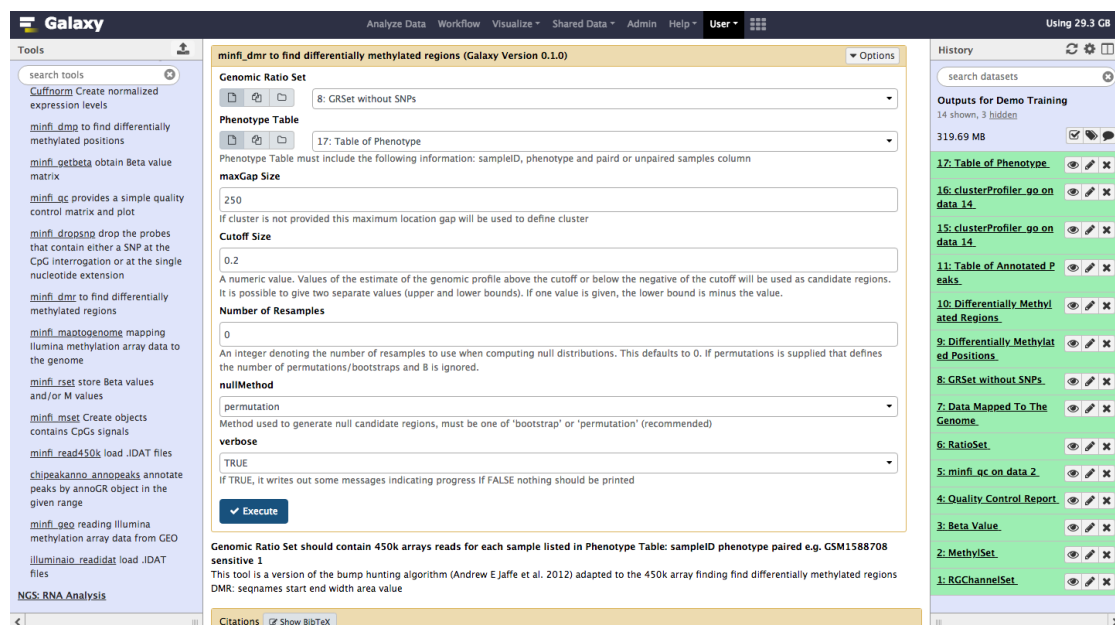 Galaxy
Analyze Data Workflow Visualize Shared Data Admin Help User
Using 29.3 GB
Tools
search tools
Cuffnorm Create normalized
expression levels
minfi_dmp to find differentially
methylated positions
minfi_getbeta obtain Beta value
matrix
minfi_qc provides a simple quality
control matrix and plot
minfi_dropsnp drop the probes
that contain either a SNP at the
CpG interrogation or at the single
nucleotide extension
minfi_dmr to find differentially
methylated regions
minfi_maptogenome mapping
Ilumina methylation array data to
the genome
minfi_rset store Beta values
and/or M values
minfi_mset Create objects
contains CpGs signals
minfi_read450k load .IDAT files
chipeakanno_annopeaks annotate
peaks by annoGR object in the
given range
minfi_geo reading Illumina
methylation array data from GEO
illuminaio_readidat load .IDAT
files
NGS: RNA Analysis
minfi_dmr to find differentially methylated regions (Galaxy Version 0.1.0)
Options
Genomic Ratio Set
8: GRSet without SNPs
Phenotype Table
17: Table of Phenotype
Phenotype Table must include the following information: sampleID, phenotype and paird or unpaired samples column
maxGap Size
250
If cluster is not provided this maximum location gap will be used to define cluster
Cutoff Size
0.2
A numeric value. Values of the estimate of the genomic profile above the cutoff or below the negative of the cutoff will be used as candidate regions.
It is possible to give two separate values (upper and lower bounds). If one value is given, the lower bound is minus the value.
Number of Resamples
0
An integer denoting the number of resamples to use when computing null distributions. This defaults to 0. If permutations is supplied that defines
the number of permutations/bootstraps and B is ignored.
nullMethod
permutation
Method used to generate null candidate regions, must be one of 'bootstrap' or 'permutation' (recommended)
verbose
TRUE
If TRUE, it writes out some messages indicating progress If FALSE nothing should be printed
Execute
Genomic Ratio Set should contain 450k arrays reads for each sample listed in Phenotype Table: sampleID phenotype paired e.g. GSM1588708
sensitive 1
This tool is a version of the bump hunting algorithm (Andrew E Jaffe et al. 2012) adapted to the 450k array finding find differentially methylated regions
DMR: seqnames start end width area value
Citations Show BibTeX
History
search datasets
Outputs for Demo Training
14 shown, 3 hidden
319.69 MB
17: Table of Phenotype
16: clusterProfiler_go on
data 14
15: clusterProfiler_go on
data 14
11: Table of Annotated P
eaks
10: Differentially Methyl
ated Regions
9: Differentially Methylat
ed Positions
8: GRSet without SNPs
7: Data Mapped To The
Genome
6: RatioSet
5: minfi_qc on data 2
4: Quality Control Report
3: Beta Value
2: MethylSet
1: RGChannelSet